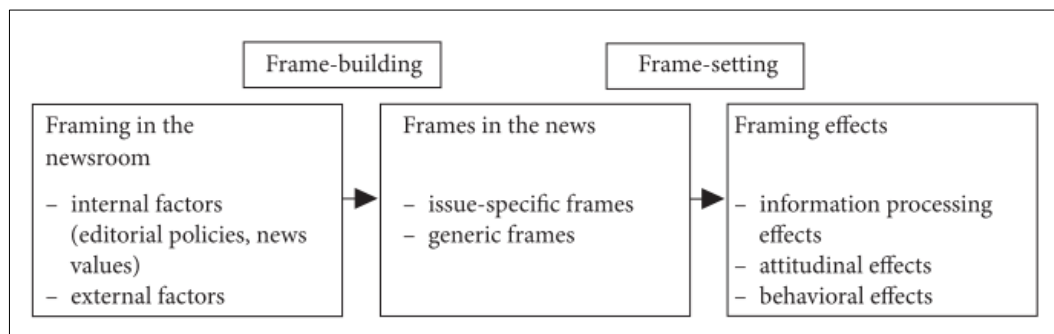 Frame-building
Frame-setting
Framing in the
newsroom
– internal factors
(editorial policies, news
values)
– external factors
Frames in the news
– issue-specific frames
– generic frames
Framing effects
– information processing
effects
– attitudinal effects
– behavioral effects